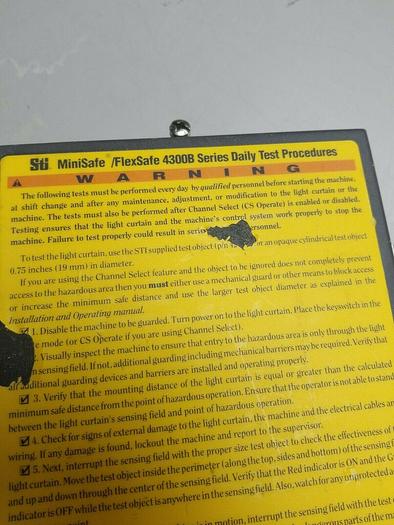 Sti MiniSafe /FlexSafe 4300B Series Daily Test Procedures
WARNING
The following tests must be performed every day by qualified personnel before starting the machine,
at shift change and after any maintenance, adjustment, or modification to the light curtain or the
machine. The tests must also be performed after Channel Select (CS Operate) is enabled or disabled.
Testing ensures that the light curtain and the machine's control system work properly to stop the
machine. Failure to test properly could result in serio personnel.
To test the light curtain, use the STI supplied test object (p/n or an opaque cylindrical test object
0.75 inches (19 mm) in diameter.
If you are using the Channel Select feature and the object to be ignored does not completely prevent
access to the hazardous area then you must either use a mechanical guard or other means to block access
or increase the minimum safe distance and use the larger test object diameter as explained in the
Installation and Operating manual.
☑ 1. Disable the machine to be guarded. Turn power on to the light curtain. Place the keyswitch in the
e mode (or CS Operate if you are using Channel Select).
. Visually inspect the machine to ensure that entry to the hazardous area is only through the light
n sensing field. If not, additional guarding including mechanical barriers may be required. Verify that
all additional guarding devices and barriers are installed and operating properly.
☑ 3. Verify that the mounting distance of the light curtain is equal or greater than the calculated
minimum safe distance from the point of hazardous operation. Ensure that the operator is not able to stand
between the light curtain's sensing field and point of hazardous operation.
☑ 4. Check for signs of external damage to the light curtain, the machine and the electrical cables an
wiring. If any damage is found, lockout the machine and report to the supervisor.
☑ 5. Next, interrupt the sensing field with the proper size test object to check the effectiveness of
light curtain. Move the test object inside the perimeter (along the top, sides and bottom) of the sensing f
and up and down through the center of the sensing field. Verify that the Red indicator is ON and the G
indicator is OFF while the test object is anywhere in the sensing field. Also, watch for any unprotected a
in motion, interrupt the sensing field with the test
gerous parts of the m